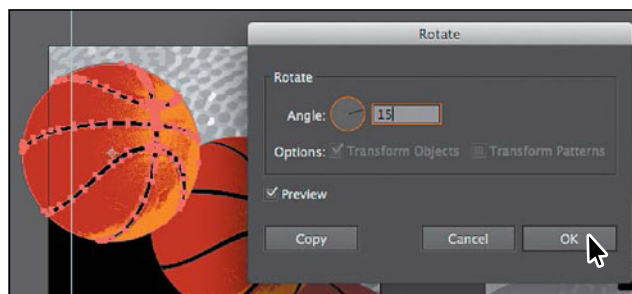 Rotate
Rotate
Angle: 15
Options: Transform Objects Transform Patterns
Preview
Copy Cancel OK